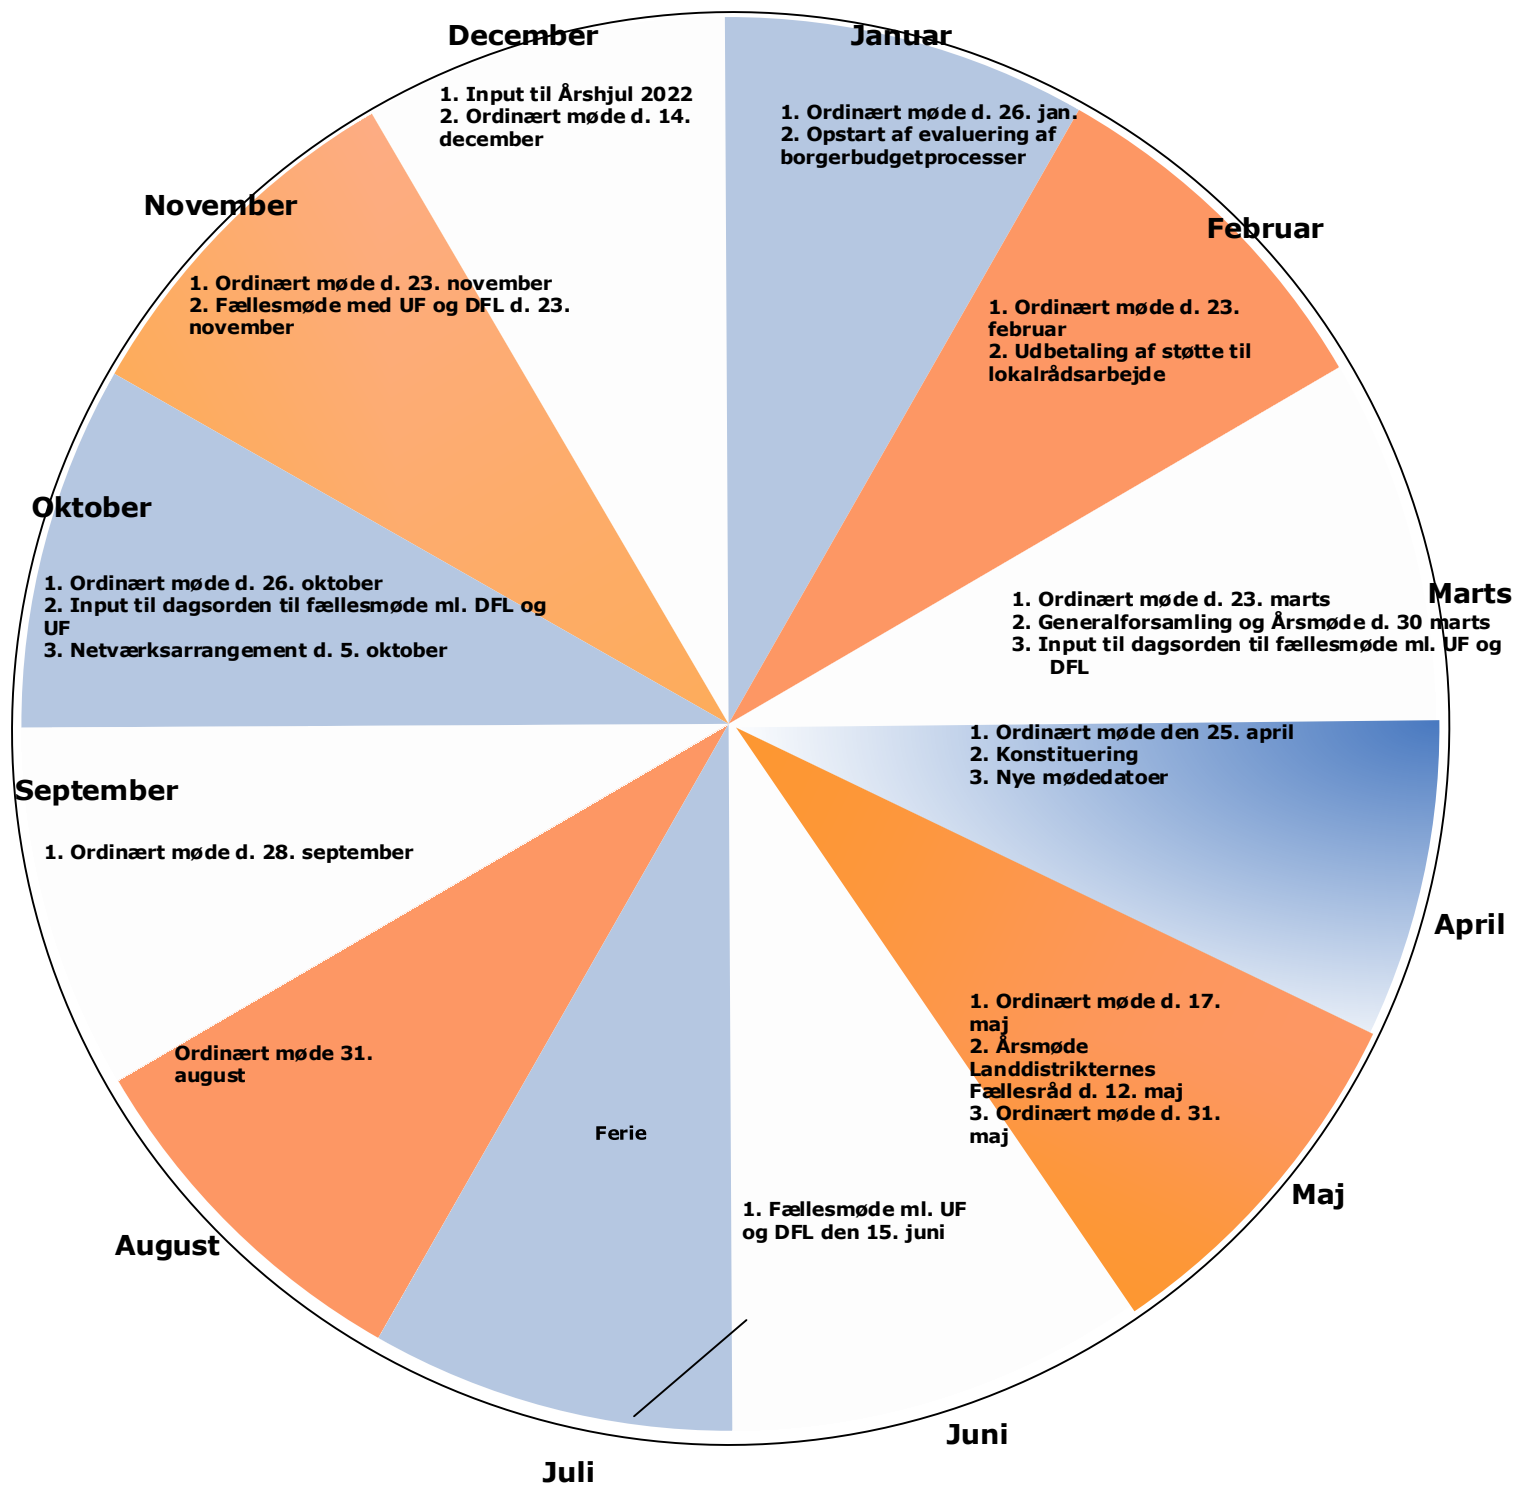 Januar
1. Ordinært møde d. 26. jan.
2. Opstart af evaluering af
borgerbudgetprocesser
Februar
1. Ordinært møde d. 23.
februar
2. Udbetaling af støtte til
lokalrådsarbejde
Marts
1. Ordinært møde d. 23. marts
2. Generalforsamling og Årsmøde d. 30 marts
3. Input til dagsorden til fællesmøde ml. UF og
DFL
April
1. Ordinært møde den 25. april
2. Konstituering
3. Nye mødedatoer
Maj
1. Ordinært møde d. 17.
maj
2. Årsmøde
Landdistrikternes
Fællesråd d. 12. maj
3. Ordinært møde d. 31.
maj
Juni
1. Fællesmøde ml. UF
og DFL den 15. juni
Juli
Ferie
August
Ordinært møde 31.
august
September
1. Ordinært møde d. 28. september
Oktober
1. Ordinært møde d. 26. oktober
2. Input til dagsorden til fællesmøde ml. DFL og
UF
3. Netværksarrangement d. 5. oktober
November
1. Ordinært møde d. 23. november
2. Fællesmøde med UF og DFL d. 23.
november
December
1. Input til Årshjul 2022
2. Ordinært møde d. 14.
december